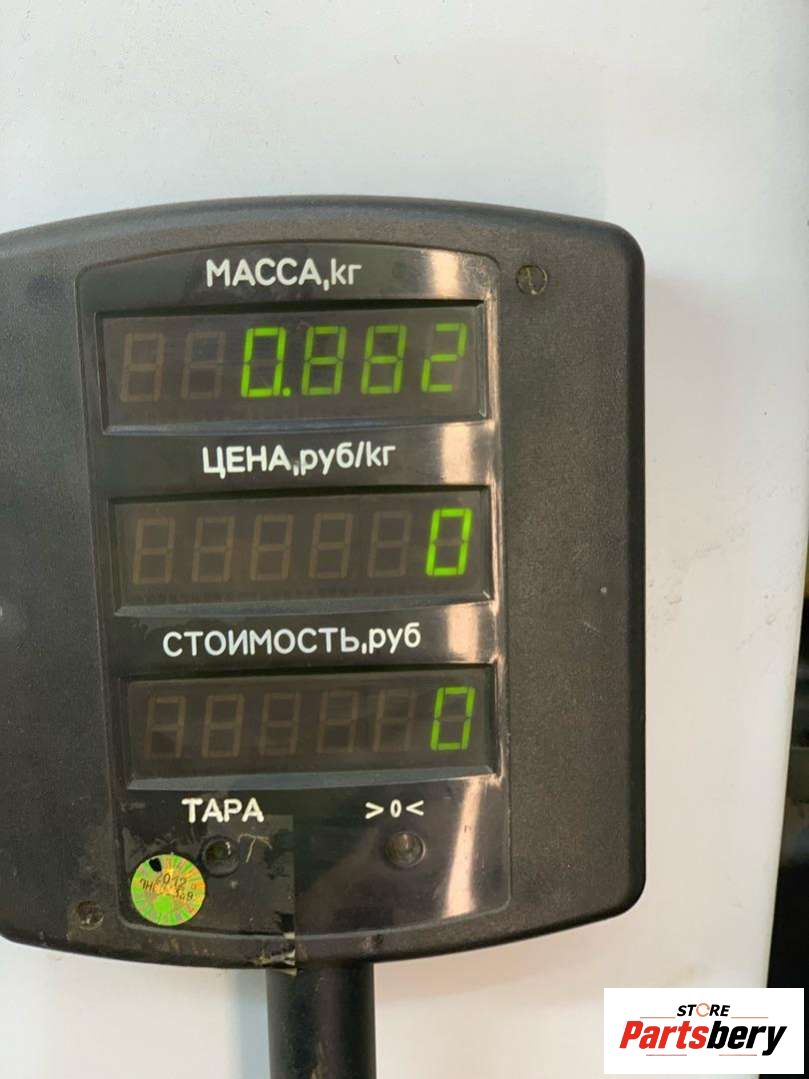 МАССА,кг
0.882
ЦЕНА,руб/кг
0
СТОИМОСТЬ,руб
0
ТАРА >0<
STORE
Partsbery